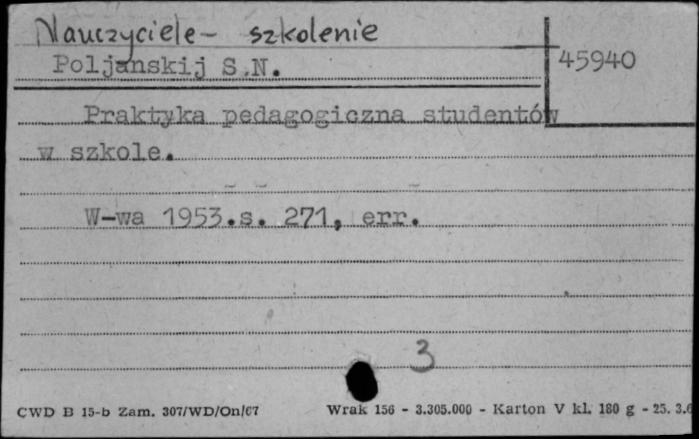 Nauczyciele - szkolenie
Poljanskij S.N.
45940
Praktyka pedagogiczna studentów
w szkole.
W-wa 1953.s. 271, err.
3
CWD B 15-b Zam. 307/WD/On/67 Wrak 156 - 3.305.000 - Karton V kl. 180 g - 25. 3.6